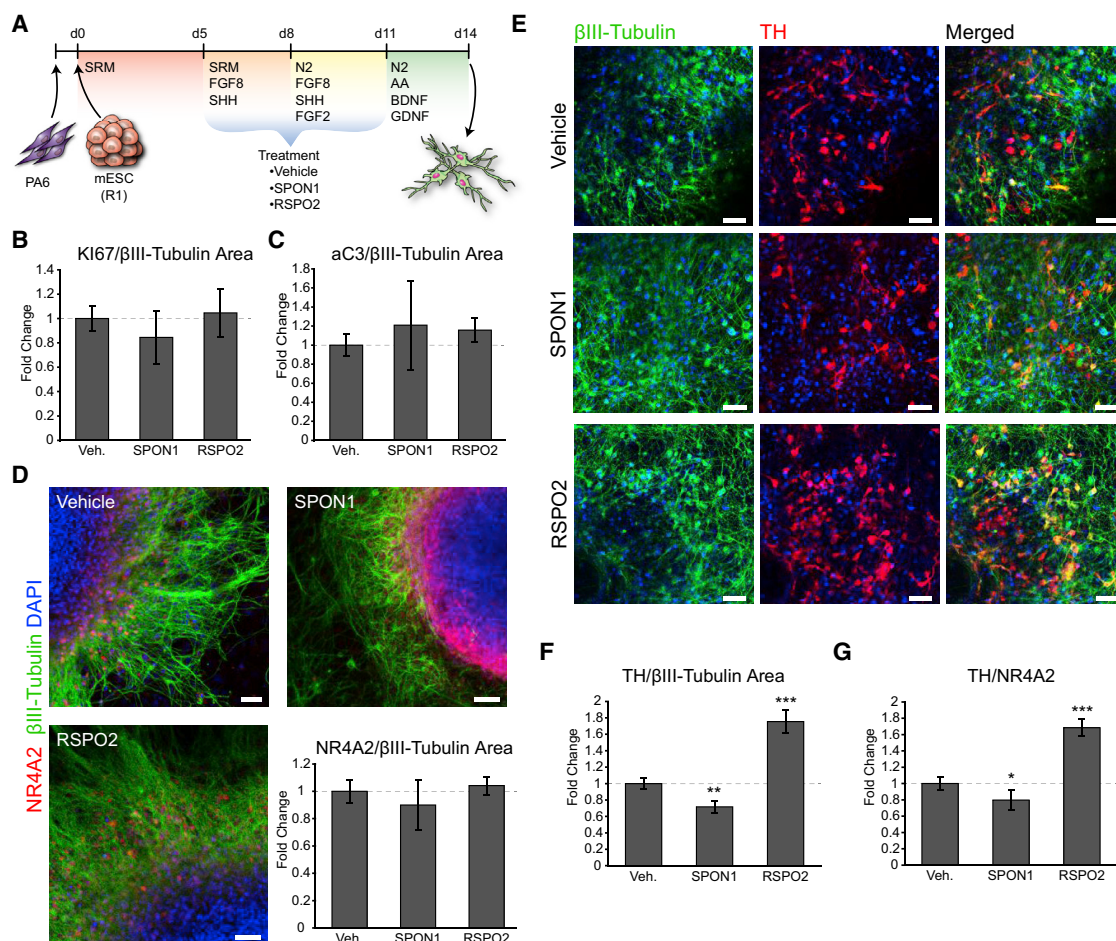 A
d0 d5 d8 d11 d14
SRM
SRM
FGF8
SHH
N2
FGF8
SHH
FGF2
N2
AA
BDNF
GDNF
PA6
mESC
(R1)
Treatment
•Vehicle
•SPON1
•RSPO2
B
KI67/βIII-Tubulin Area
Fold Change
1.4
1.2
1
0.8
0.6
0.4
0.2
0
Veh. SPON1 RSPO2
C
aC3/βIII-Tubulin Area
Fold Change
1.8
1.6
1.4
1.2
1
0.8
0.6
0.4
0.2
0
Veh. SPON1 RSPO2
D
NR4A2 βIII-Tubulin DAPI
Vehicle
SPON1
RSPO2
NR4A2/βIII-Tubulin Area
Fold Change
1.2
1
0.8
0.6
0.4
0.2
0
Veh. SPON1 RSPO2
E
βIII-Tubulin TH Merged
Vehicle
SPON1
RSPO2
F
TH/βIII-Tubulin Area
Fold Change
2
1.8
1.6
1.4
1.2
1
0.8
0.6
0.4
0.2
0
**
***
Veh. SPON1 RSPO2
G
TH/NR4A2
Fold Change
2
1.8
1.6
1.4
1.2
1
0.8
0.6
0.4
0.2
0
*
***
Veh. SPON1 RSPO2